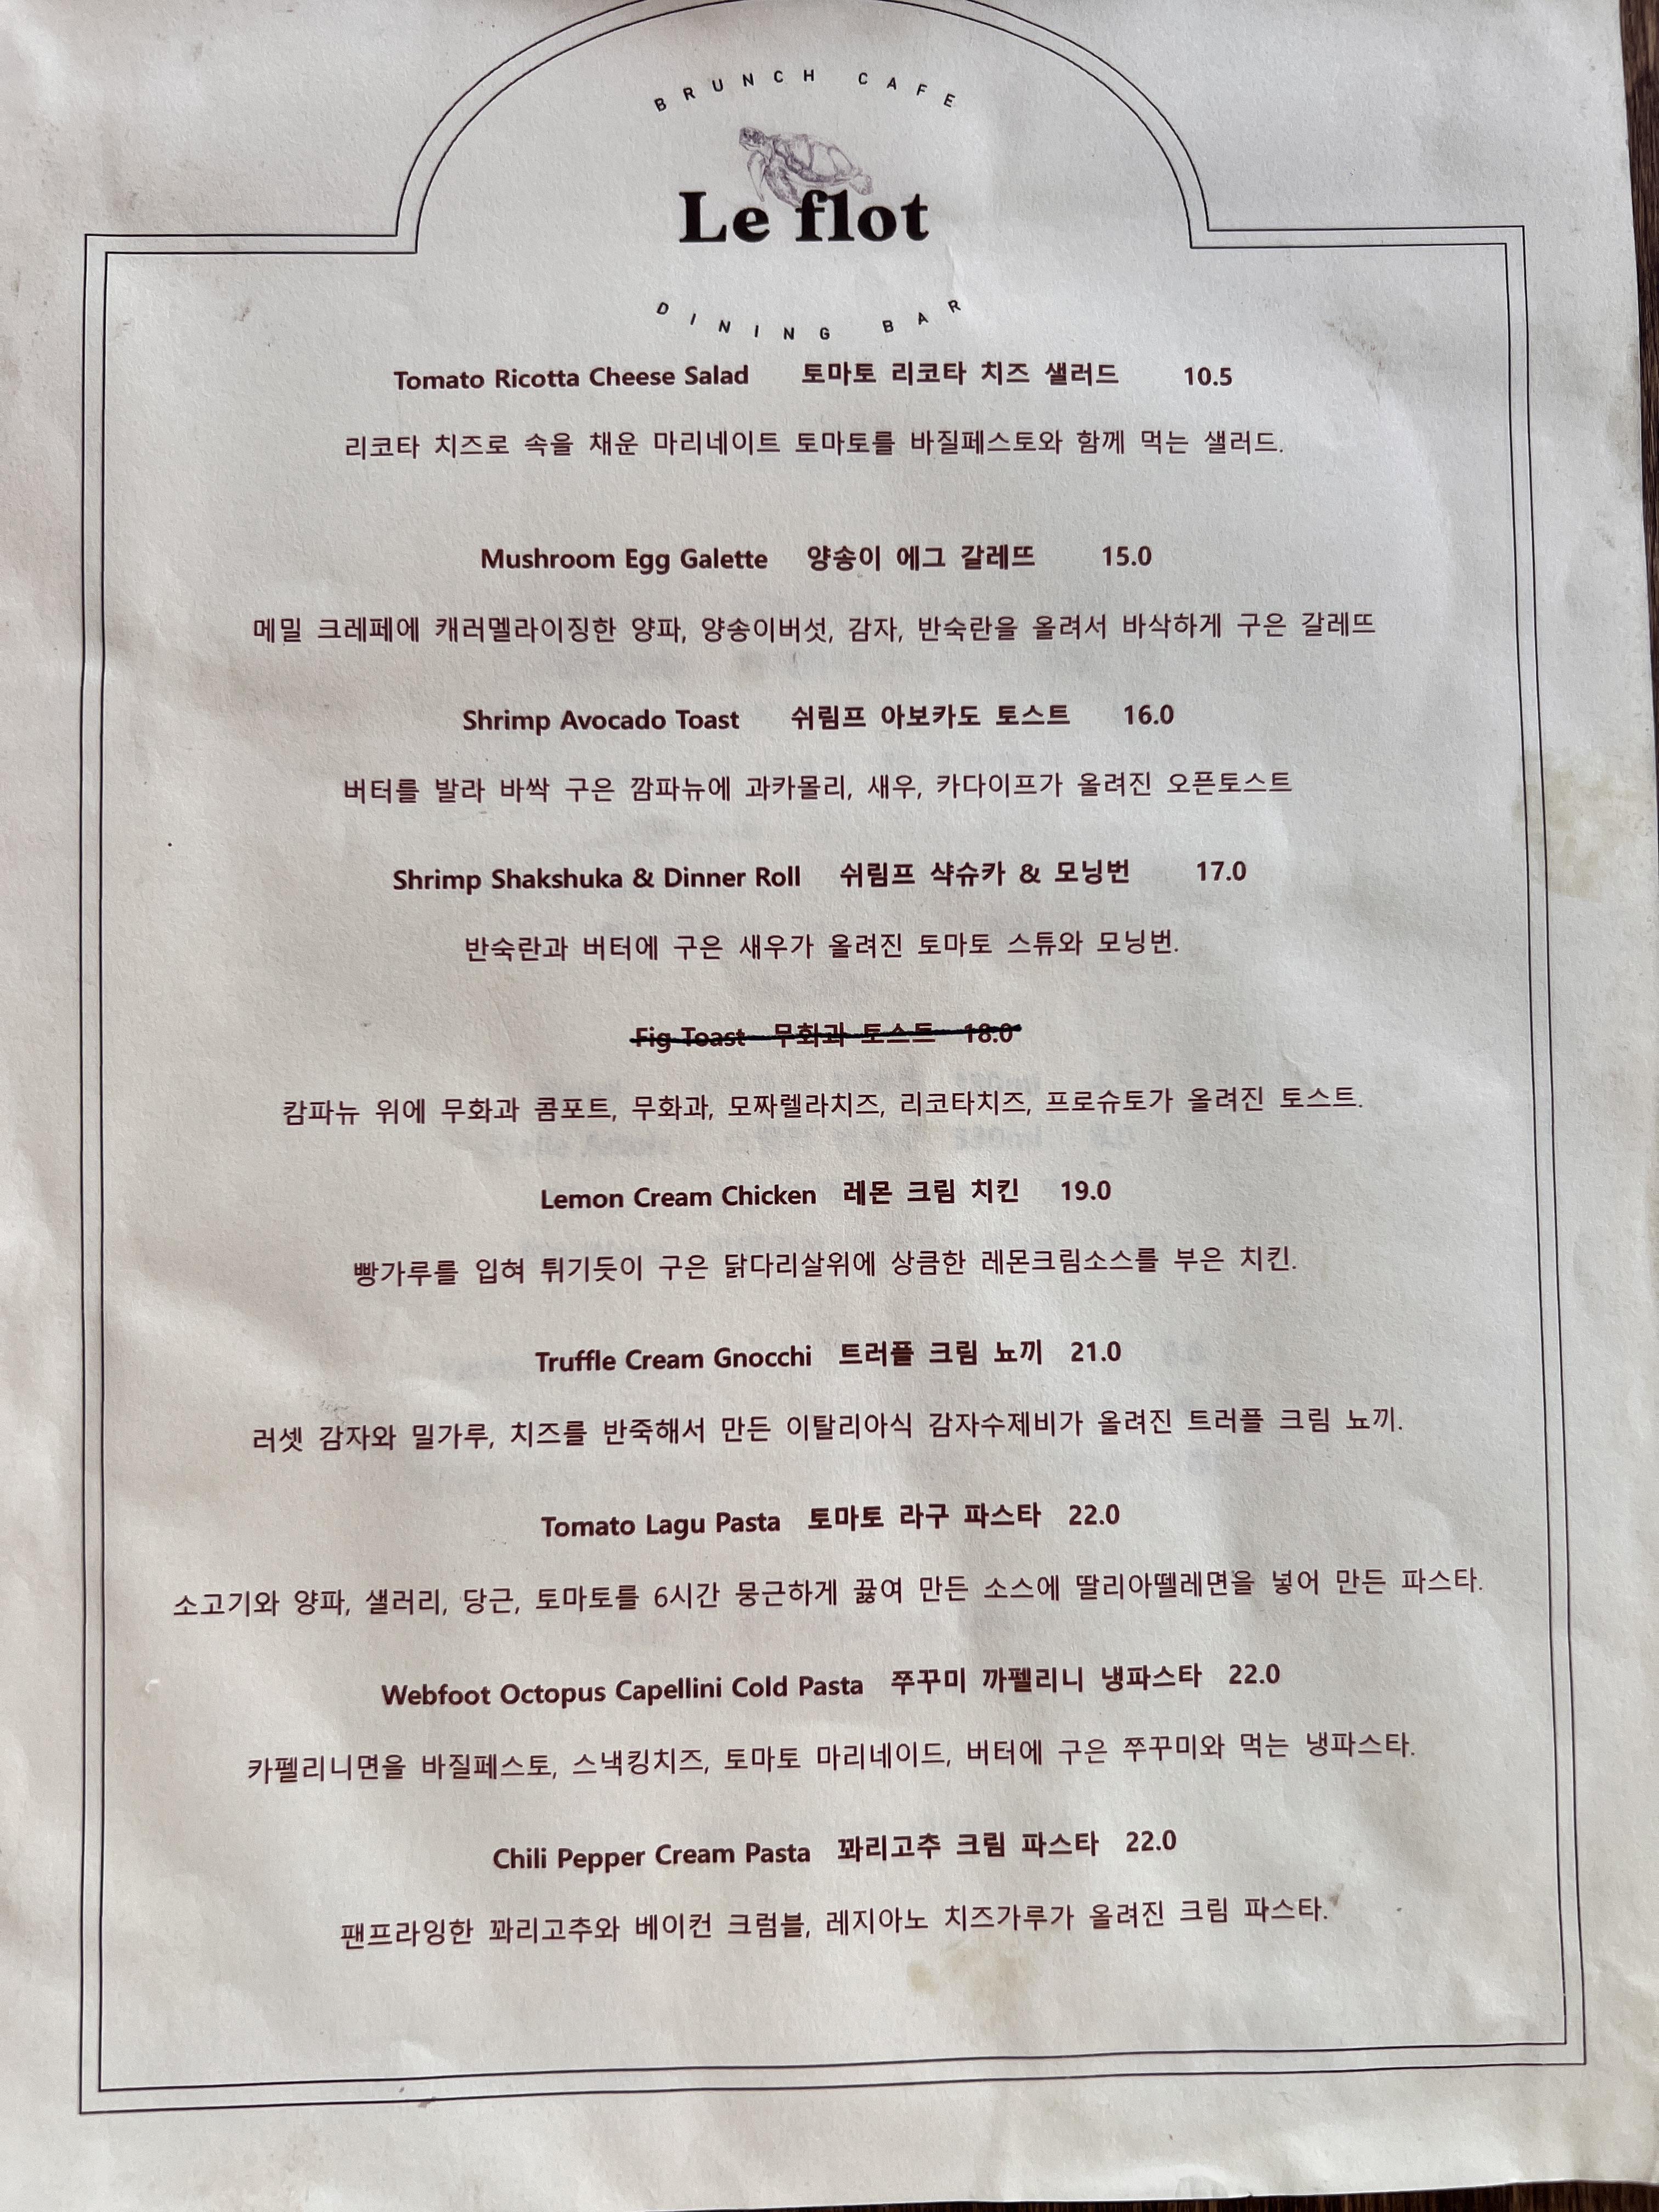 BRUNCH CAFE
Le flot
DINING BAR
Tomato Ricotta Cheese Salad 토마토 리코타 치즈 샐러드 10.5
리코타 치즈로 속을 채운 마리네이트 토마토를 바질페스토와 함께 먹는 샐러드.
Mushroom Egg Galette 양송이 에그 갈레뜨 15.0
메밀 크레페에 캐러멜라이징한 양파, 양송이버섯, 감자, 반숙란을 올려서 바삭하게 구은 갈레뜨
Shrimp Avocado Toast 쉬림프 아보카도 토스트 16.0
버터를 발라 바싹 구은 깜파뉴에 과카몰리, 새우, 카다이프가 올려진 오픈토스트
Shrimp Shakshuka & Dinner Roll 쉬림프 샥슈카 & 모닝번 17.0
반숙란과 버터에 구은 새우가 올려진 토마토 스튜와 모닝번.
Fig Toast 무화과 토스트 18.0
캄파뉴 위에 무화과 콤포트, 무화과, 모짜렐라치즈, 리코타치즈, 프로슈토가 올려진 토스트.
Lemon Cream Chicken 레몬 크림 치킨 19.0
빵가루를 입혀 튀기듯이 구은 닭다리살위에 상큼한 레몬크림소스를 부은 치킨.
Truffle Cream Gnocchi 트러플 크림 뇨끼 21.0
러셋 감자와 밀가루, 치즈를 반죽해서 만든 이탈리아식 감자수제비가 올려진 트러플 크림 뇨끼.
Tomato Lagu Pasta 토마토 라구 파스타 22.0
소고기와 양파, 샐러리, 당근, 토마토를 6시간 뭉근하게 끓여 만든 소스에 딸리아뗄레면을 넣어 만든 파스타.
Webfoot Octopus Capellini Cold Pasta 쭈꾸미 까펠리니 냉파스타 22.0
카펠리니면을 바질페스토, 스낵킹치즈, 토마토 마리네이드, 버터에 구은 쭈꾸미와 먹는 냉파스타.
Chili Pepper Cream Pasta 꽈리고추 크림 파스타 22.0
팬프라잉한 꽈리고추와 베이컨 크럼블, 레지아노 치즈가루가 올려진 크림 파스타.